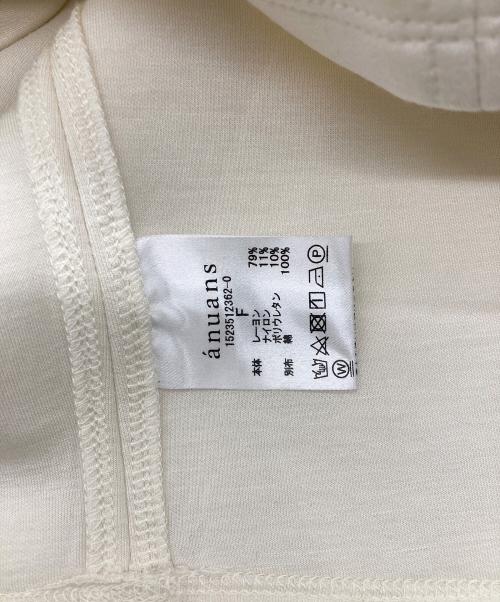 ánuans
1523512362-0
F
本体 レーヨン 79%
ナイロン 11%
ポリウレタン 10%
別布 綿 100%
P
W